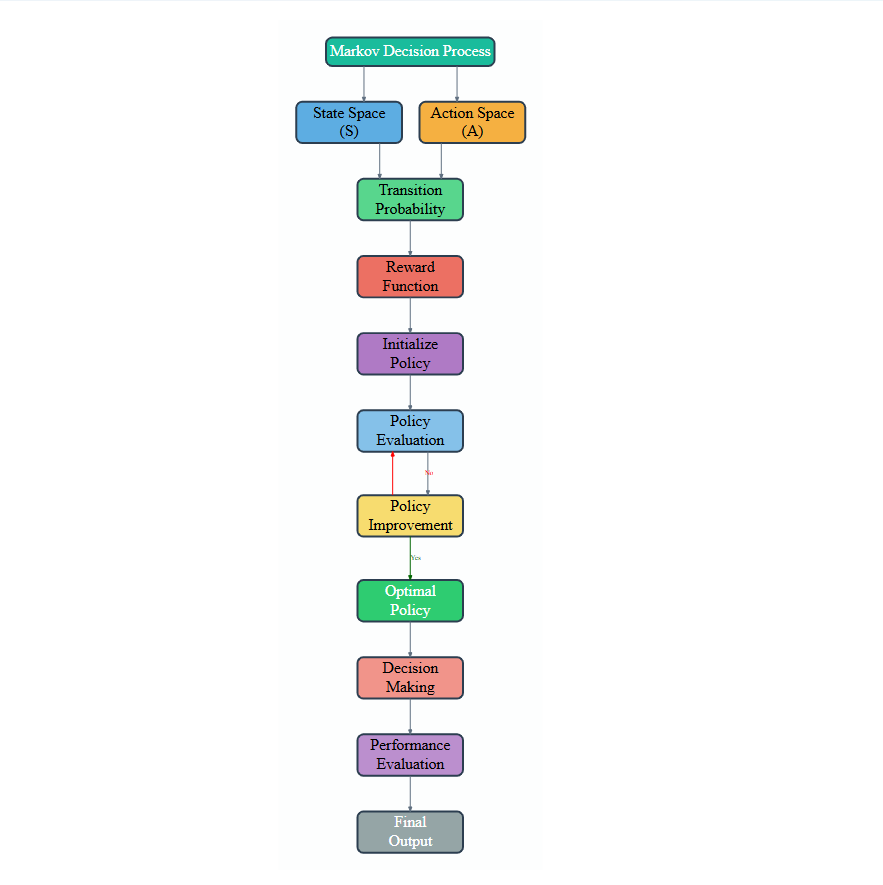 Markov Decision Process
State Space
(S)
Action Space
(A)
Transition
Probability
Reward
Function
Initialize
Policy
Policy
Evaluation
No
Policy
Improvement
Yes
Optimal
Policy
Decision
Making
Performance
Evaluation
Final
Output